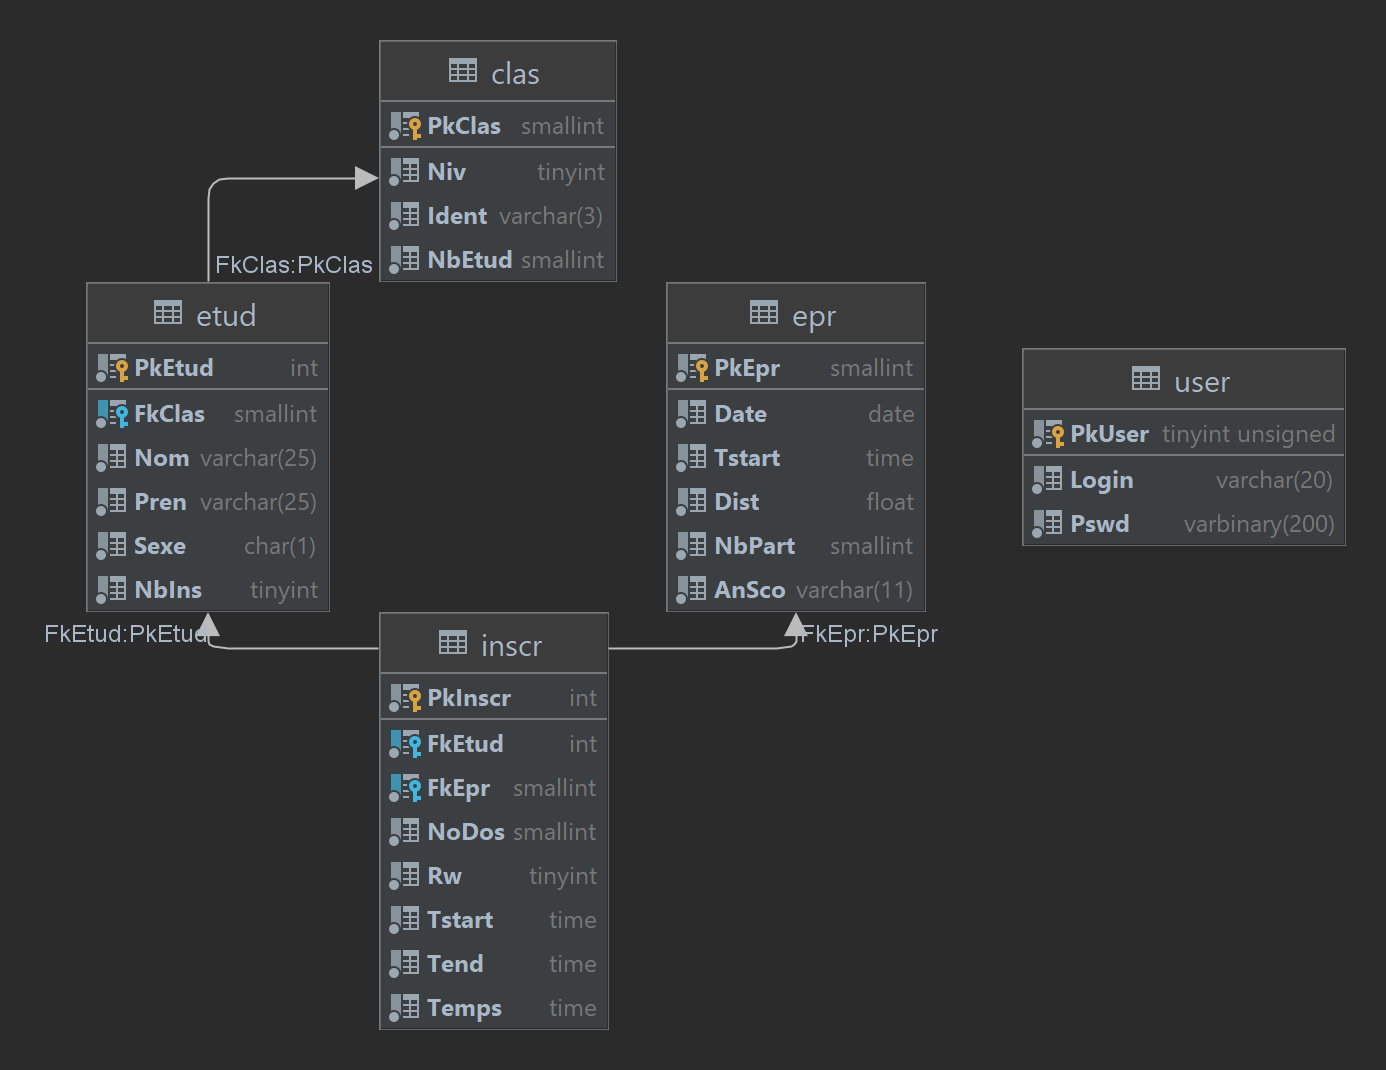 clas
PkClas smallint
Niv tinyint
Ident varchar(3)
NbEtud smallint
FkClas:PkClas
etud
PkEtud int
FkClas smallint
Nom varchar(25)
Pren varchar(25)
Sexe char(1)
NbIns tinyint
epr
PkEpr smallint
Date date
Tstart time
Dist float
NbPart smallint
AnSco varchar(11)
user
PkUser tinyint unsigned
Login varchar(20)
Pswd varbinary(200)
FkEtud:PkEtud
FkEpr:PkEpr
inscr
PkInscr int
FkEtud int
FkEpr smallint
NoDos smallint
Rw tinyint
Tstart time
Tend time
Temps time